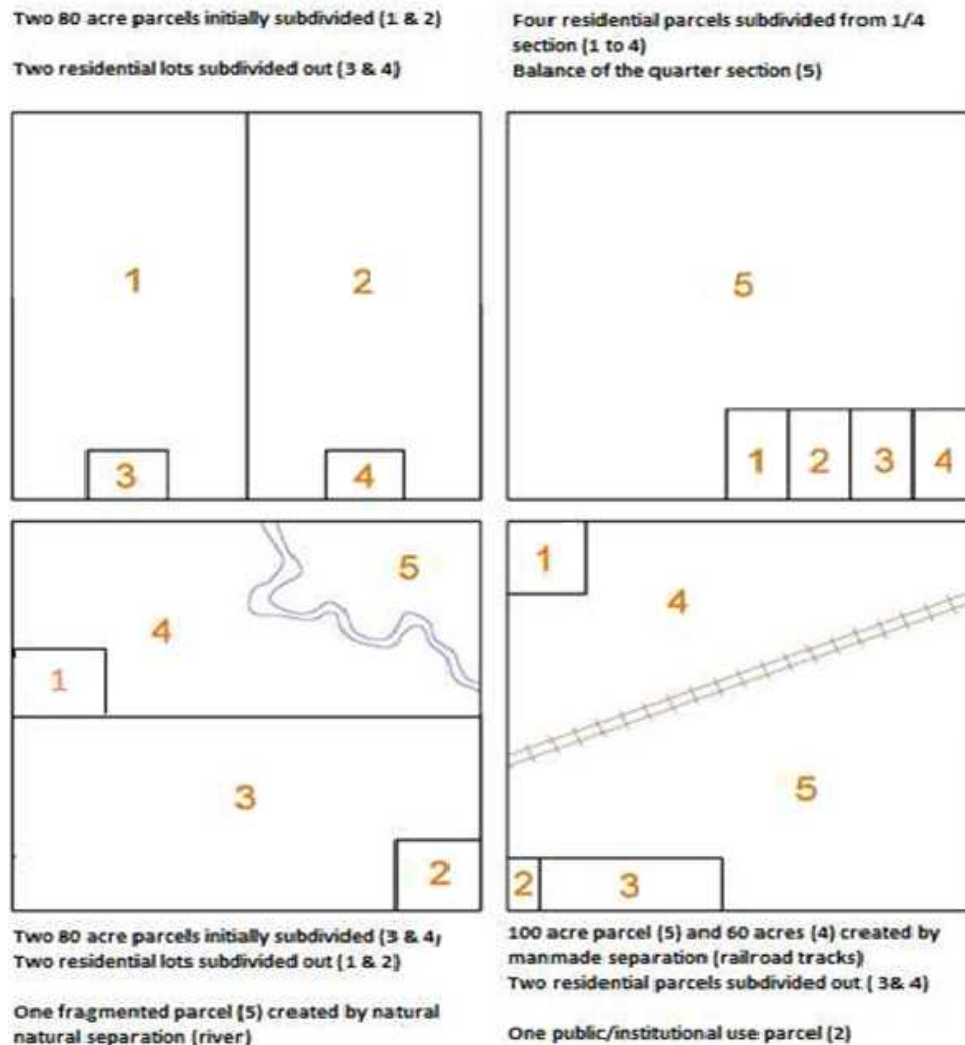 Two 80 acre parcels initially subdivided (1 & 2)
Two residential lots subdivided out (3 & 4)
Four residential parcels subdivided from 1/4
section (1 to 4)
Balance of the quarter section (5)
1
2
3
4
5
1
2
3
4
4
5
1
3
2
1
4
5
2
3
Two 80 acre parcels initially subdivided (3 & 4,
Two residential lots subdivided out (1 & 2)
One fragmented parcel (5) created by natural
natural separation (river)
100 acre parcel (5) and 60 acres (4) created by
manmade separation (railroad tracks)
Two residential parcels subdivided out ( 3& 4)
One public/institutional use parcel (2)